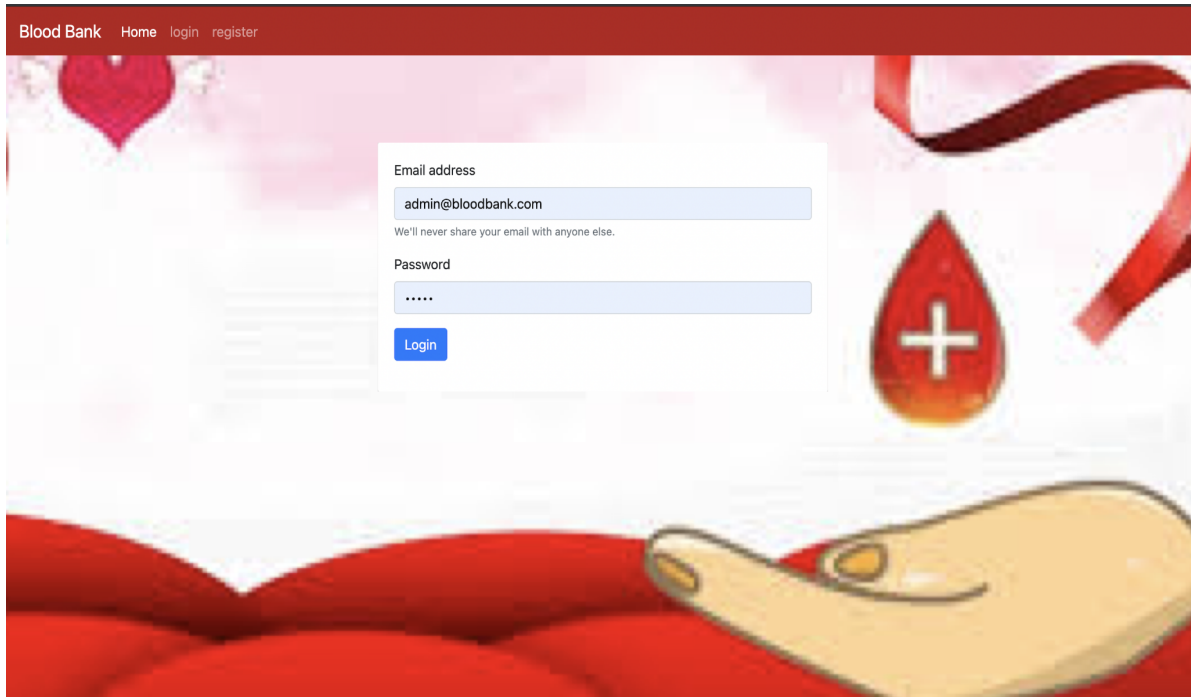 Blood Bank Home login register
Email address
admin@bloodbank.com
We'll never share your email with anyone else.
Password
•••••
Login